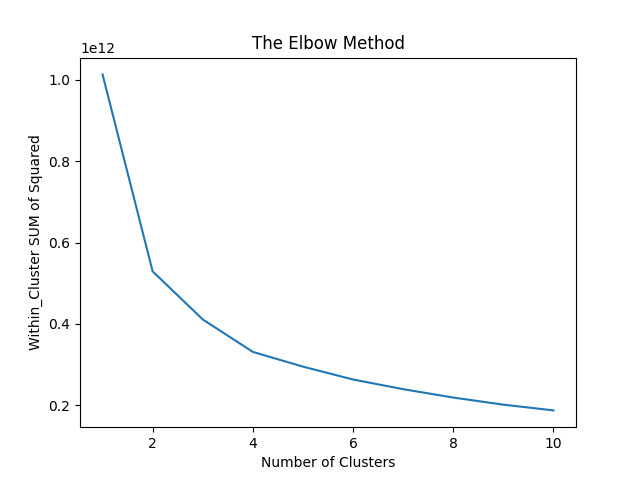 The Elbow Method
1e12
1.0
0.8
0.6
0.4
0.2
Within_Cluster SUM of Squared
2 4 6 8 10
Number of Clusters